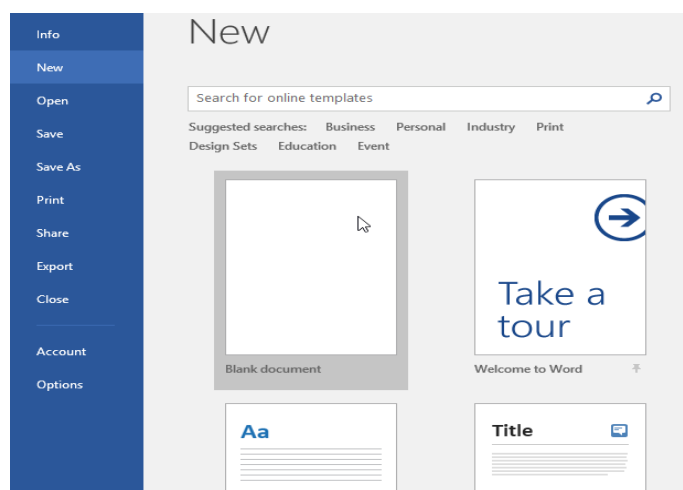 Info
New
Open
Save
Save As
Print
Share
Export
Close
Account
Options
New
Search for online templates
Suggested searches: Business Personal Industry Print
Design Sets Education Event
Take a
tour
Blank document
Welcome to Word
Aa
Title